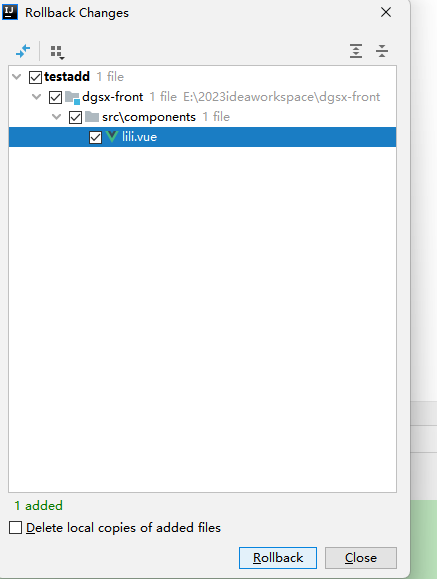 IJ Rollback Changes
testadd 1 file
dgsx-front 1 file E:\2023ideaworkspace\dgsx-front
src\components 1 file
lili.vue
1 added
Delete local copies of added files
Rollback Close